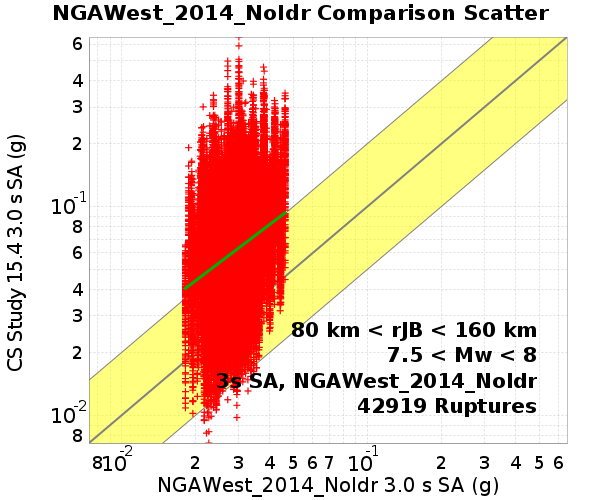 NGAWest_2014_NoIdr Comparison Scatter
CS Study 15.4 3.0 s SA (g)
6
4
3
2
10-1
8
6
4
3
2
10-2
8
80 km < rJB < 160 km
7.5 < Mw < 8
3s SA, NGAWest_2014_NoIdr
42919 Ruptures
8 10-2 2 3 4 5 6 7 10-1 2 3 4 5 6
NGAWest_2014_NoIdr 3.0 s SA (g)